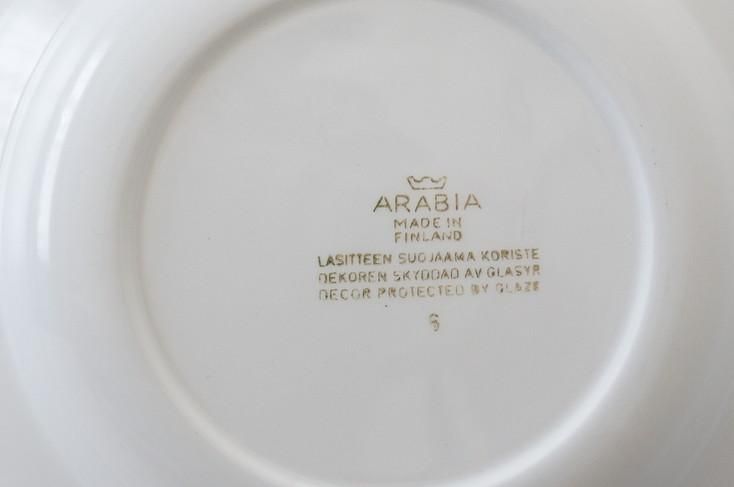 ARABIA
MADE IN
FINLAND
LASITTEEN SUOJAAMA KORISTE
DEKOREN SKYDDAD AV GLASYR
DECOR PROTECTED BY GLAZE
6